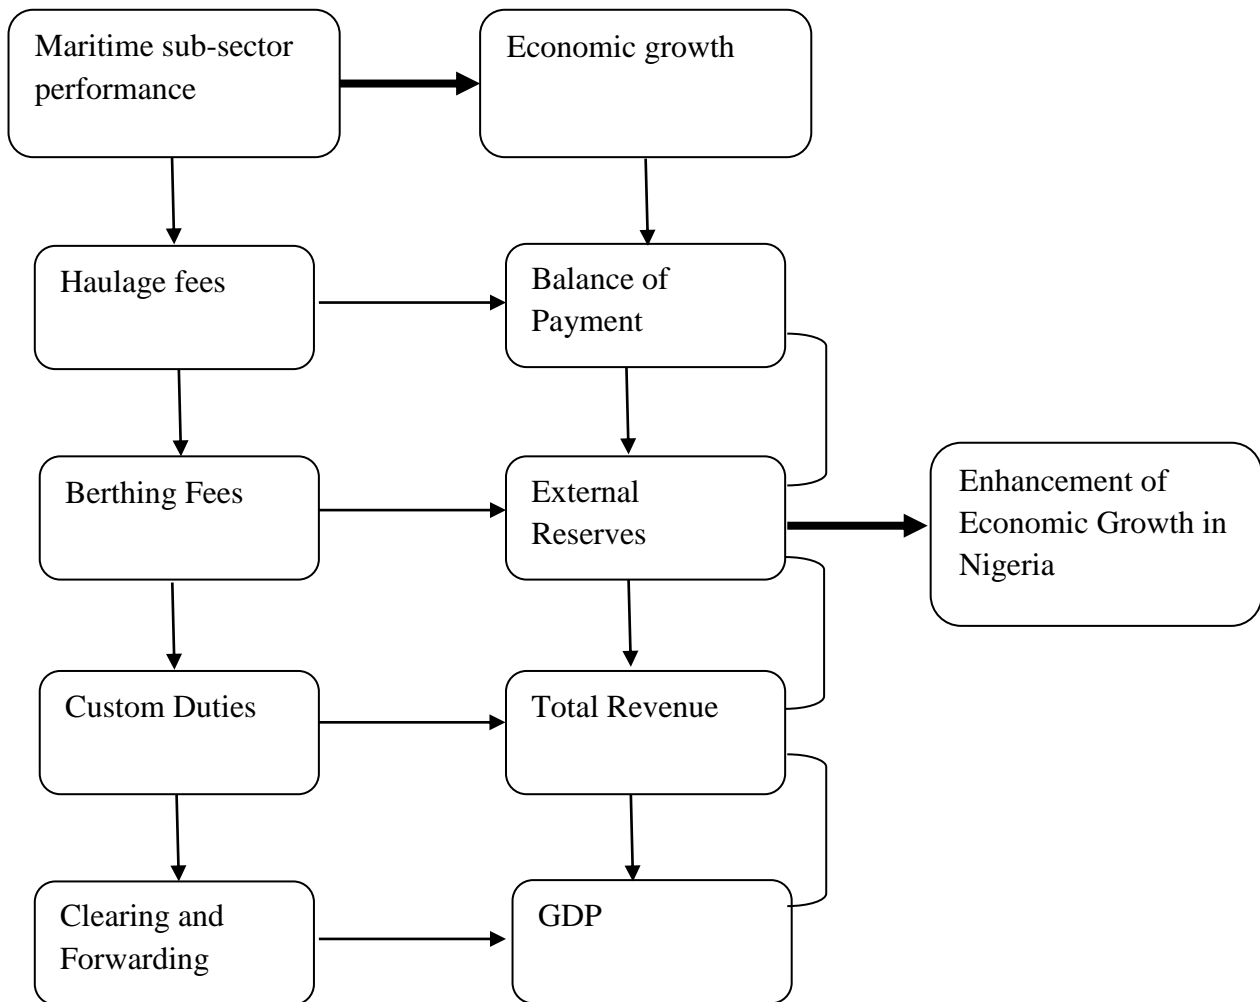 Maritime sub-sector
performance
Economic growth
Haulage fees
Balance of
Payment
Berthing Fees
External
Reserves
Enhancement of
Economic Growth in
Nigeria
Custom Duties
Total Revenue
Clearing and
Forwarding
GDP